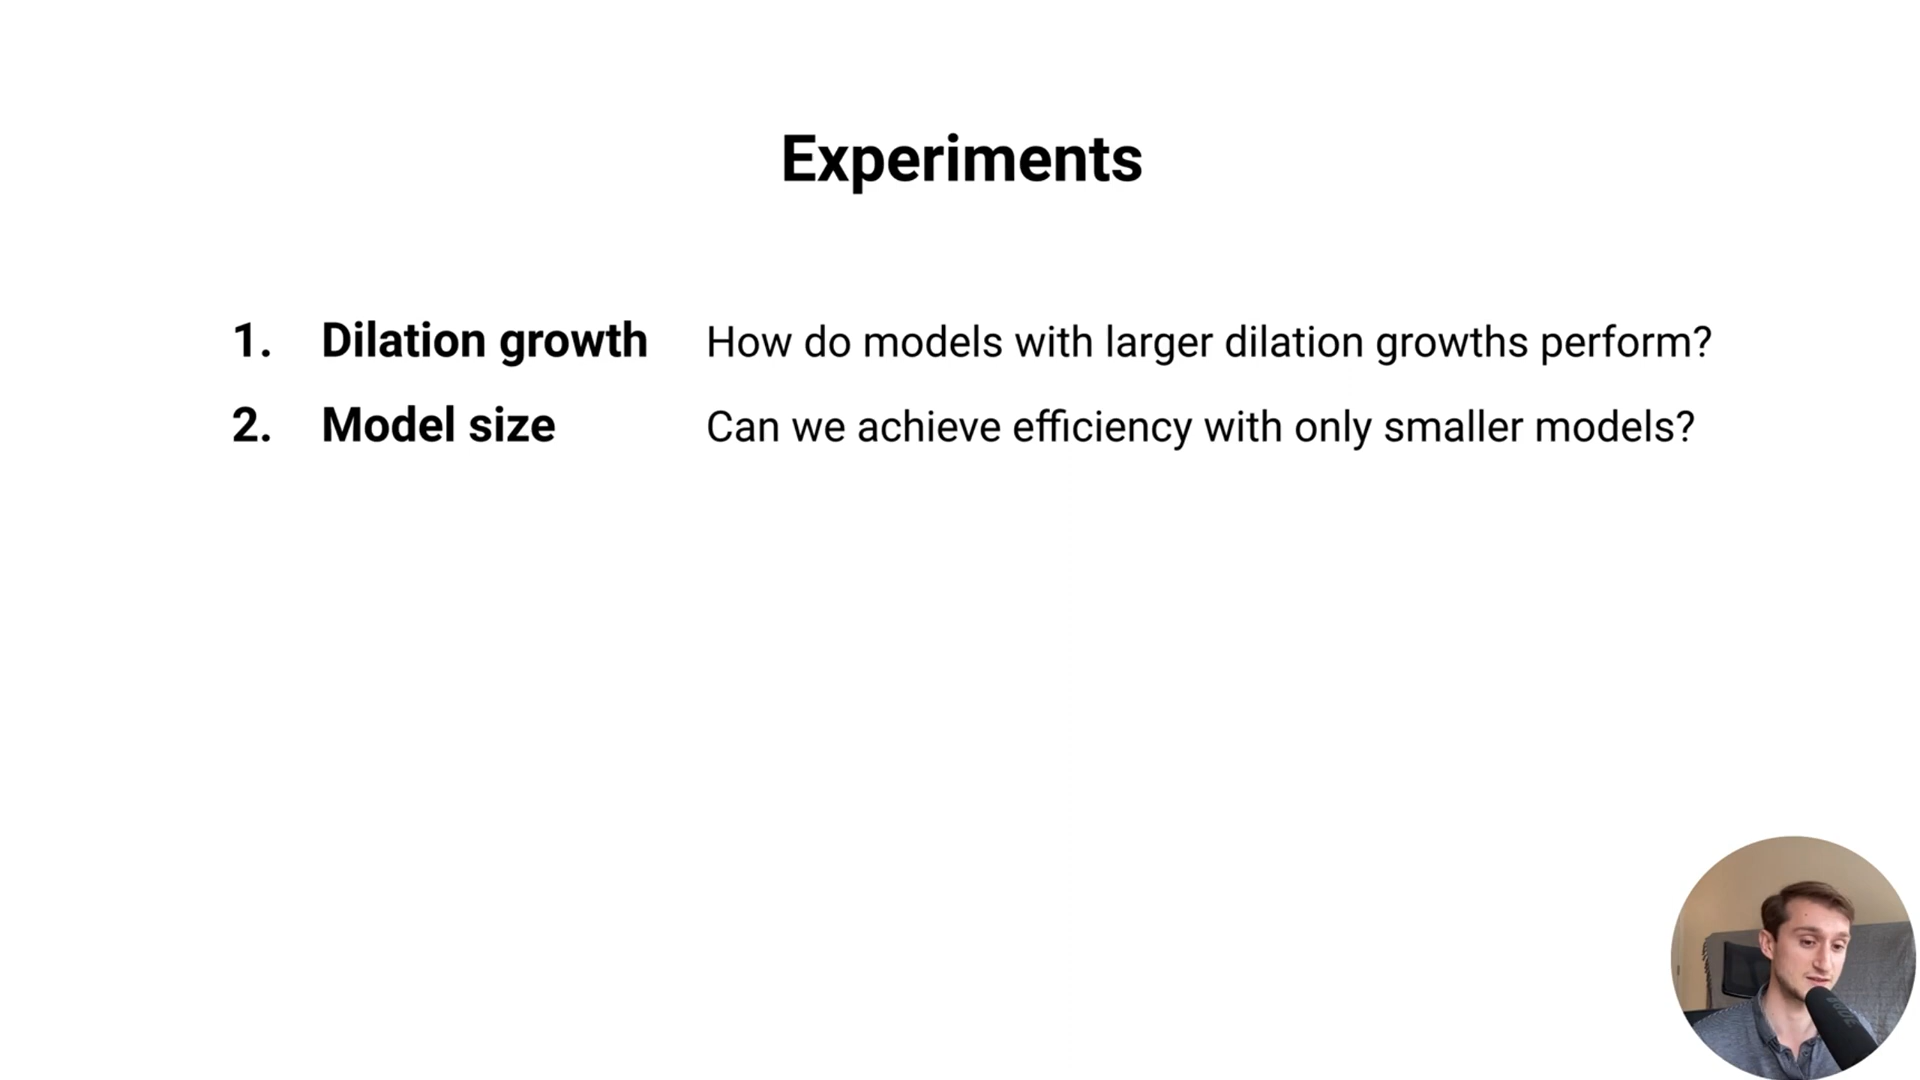 Experiments
1. Dilation growth How do models with larger dilation growths perform?
2. Model size Can we achieve efficiency with only smaller models?